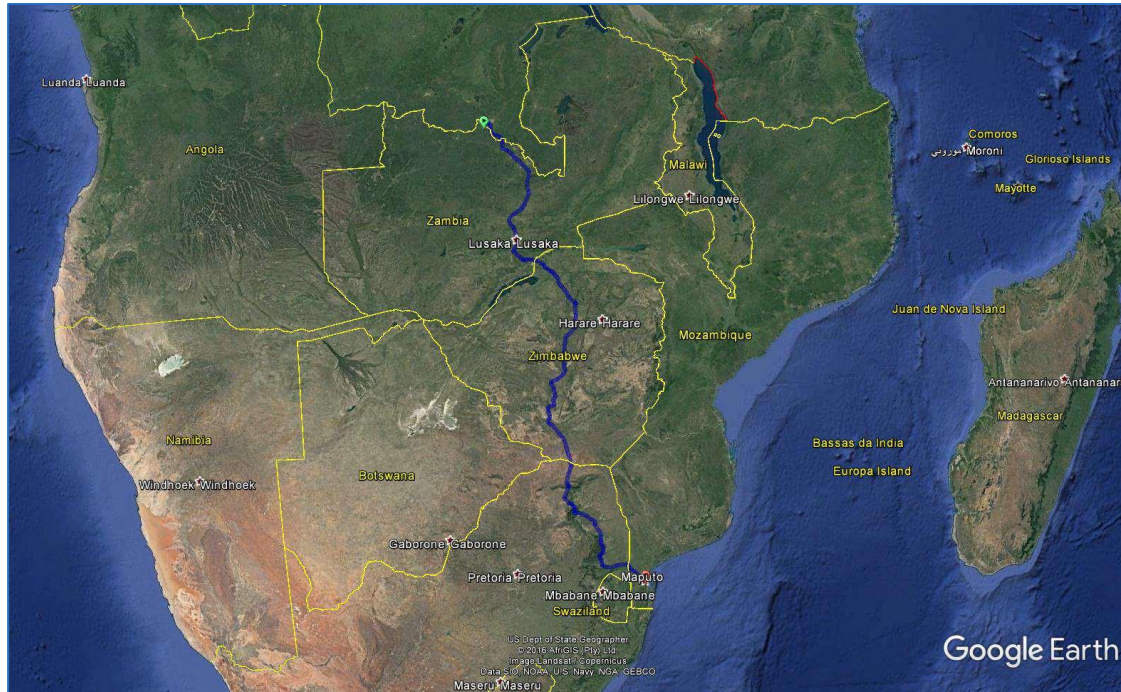 Luanda Luanda
Angola
Comoros
موروني Moroni
Glorioso Islands
Mayotte
Malawi
Lilongwe Lilongwe
Zambia
Lusaka Lusaka
Juan de Nova Island
Harare Harare
Mozambique
Zimbabwe
Antananarivo Antananari
Madagascar
Namibia
Bassas da India
Europa Island
Botswana
Windhoek Windhoek
Gaborone Gaborone
Pretoria Pretoria
Maputo
Mbabane Mbabane
Swaziland
US Dept of State Geographer
© 2016 AfriGIS (Pty) Ltd.
Image Landsat / Copernicus
Data SIO, NOAA, U.S. Navy, NGA, GEBCO
Google Earth
Maseru Maseru